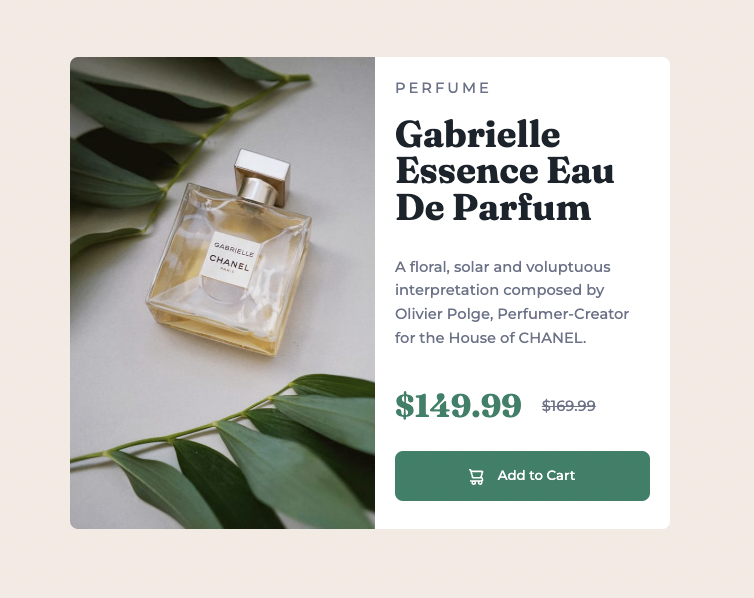 GABRIELLE
CHANEL
PARIS
PERFUME
Gabrielle
Essence Eau
De Parfum
A floral, solar and voluptuous
interpretation composed by
Olivier Polge, Perfumer-Creator
for the House of CHANEL.
$149.99 $169.99
Add to Cart